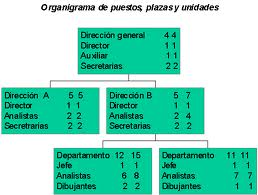 Organigrama de puestos, plazas y unidades
Dirección general 4 4
Director 1 1
Auxiliar 1 1
Secretarias 2 2
Dirección A 5 5
Director 1 1
Analistas 2 2
Secretarias 2 2
Dirección B 5 7
Director 1 1
Analistas 2 4
Secretarias 2 2
Departamento 12 15
Jefe 1 1
Analistas 6 8
Dibujantes 2 2
Departamento 11 11
Jefe 1 1
Analistas 7 7
Dibujantes 1 1